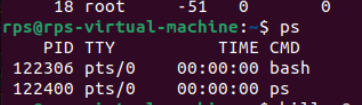 18 root -51 0 0
rps@rps-virtual-machine:~$ ps
PID TTY TIME CMD
122306 pts/0 00:00:00 bash
122400 pts/0 00:00:00 ps